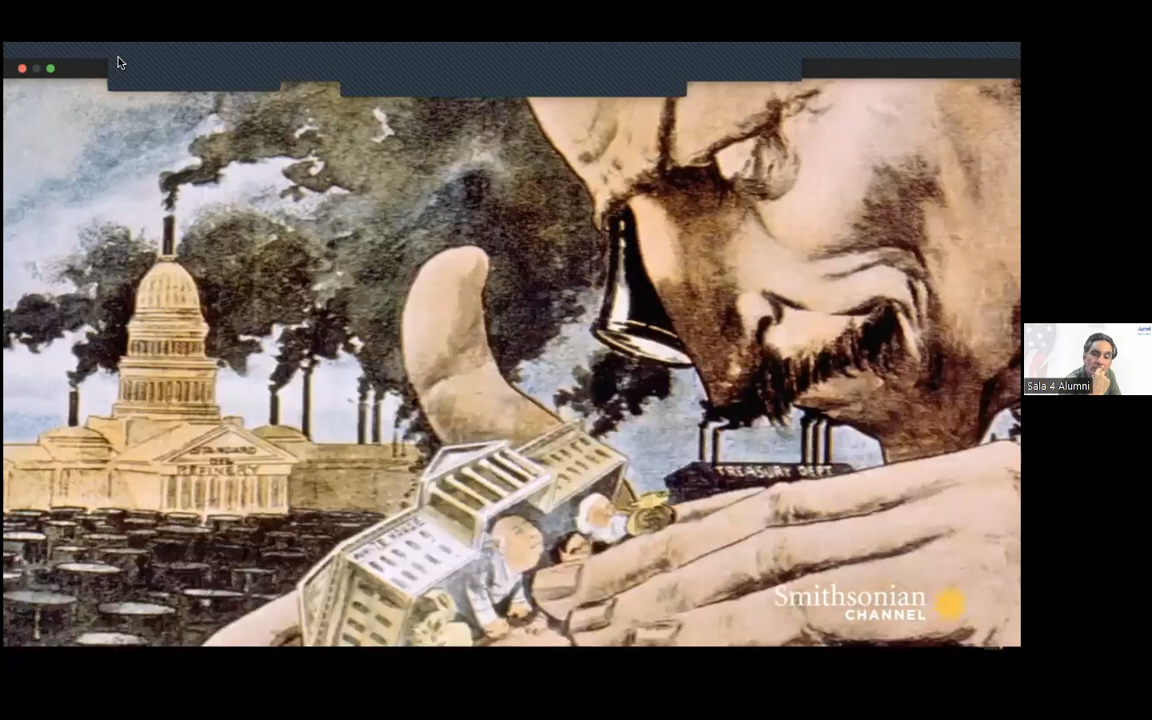 STANDARD
OIL
REFINERY
TREASURY DEPT
WHITE HOUSE
Smithsonian
CHANNEL
Sala 4 Alumni